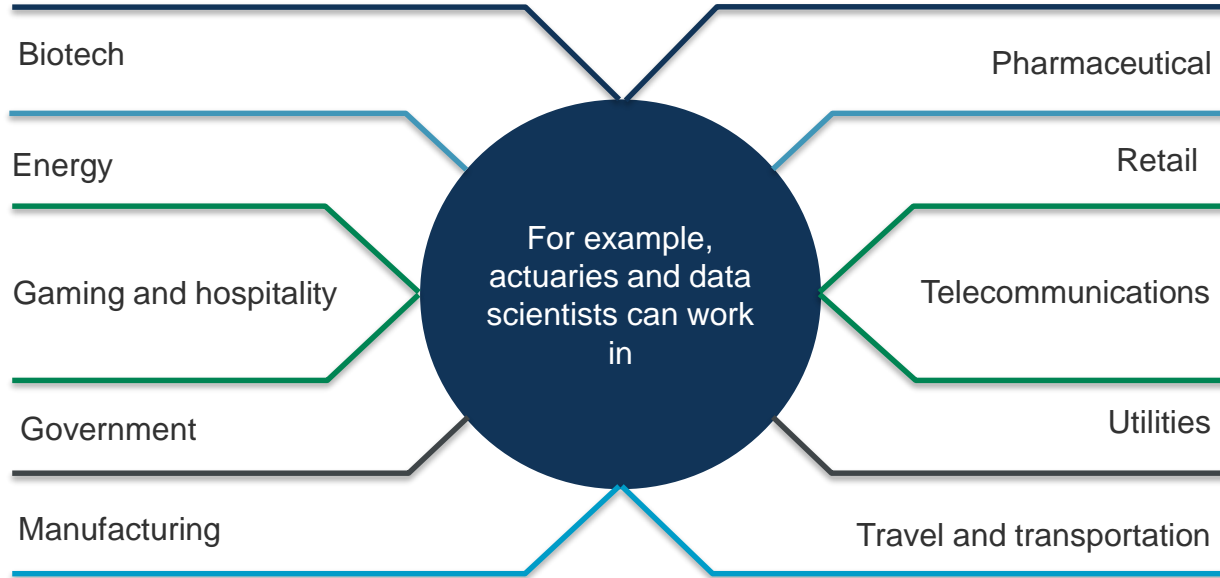 Biotech
Energy
Gaming and hospitality
Government
Manufacturing
For example,
actuaries and data
scientists can work
in
Pharmaceutical
Retail
Telecommunications
Utilities
Travel and transportation